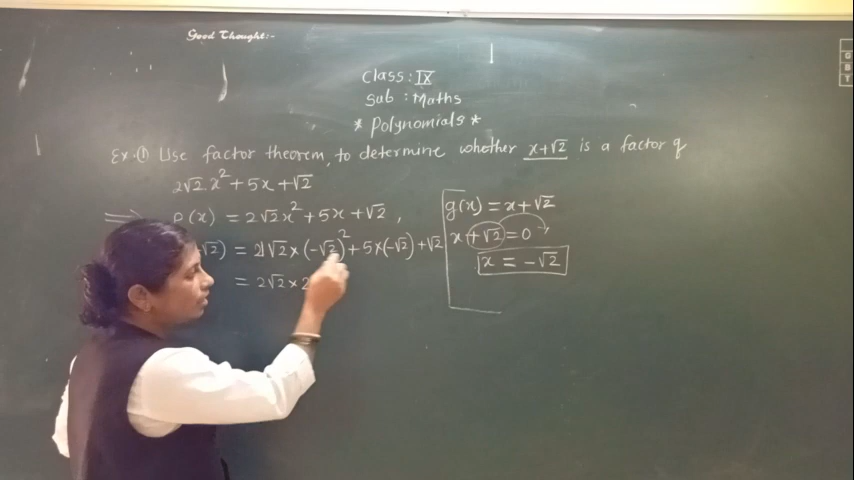 Good Thought:-
Class: IX
Sub : Maths
* Polynomials *
Ex.① Use factor theorem, to determine whether x+√2 is a factor of
2√2 x² + 5x + √2
⇒ P(x) = 2√2x² + 5x + √2 ,
√2) = 2√2 × (-√2)² + 5×(-√2) + √2
= 2√2 × 2
g(x) = x + √2
x + √2 = 0
x = -√2
G
B
T